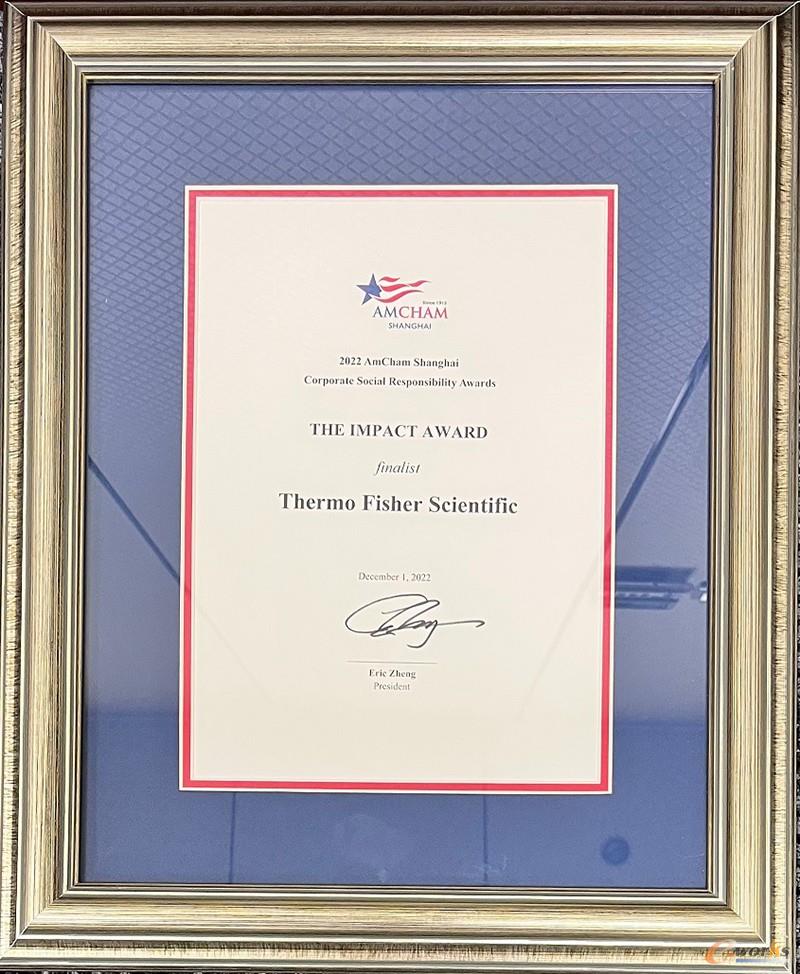 Since 1915
AMCHAM
SHANGHAI
2022 AmCham Shanghai
Corporate Social Responsibility Awards
THE IMPACT AWARD
finalist
Thermo Fisher Scientific
December 1, 2022
Eric Zheng
President
e-works